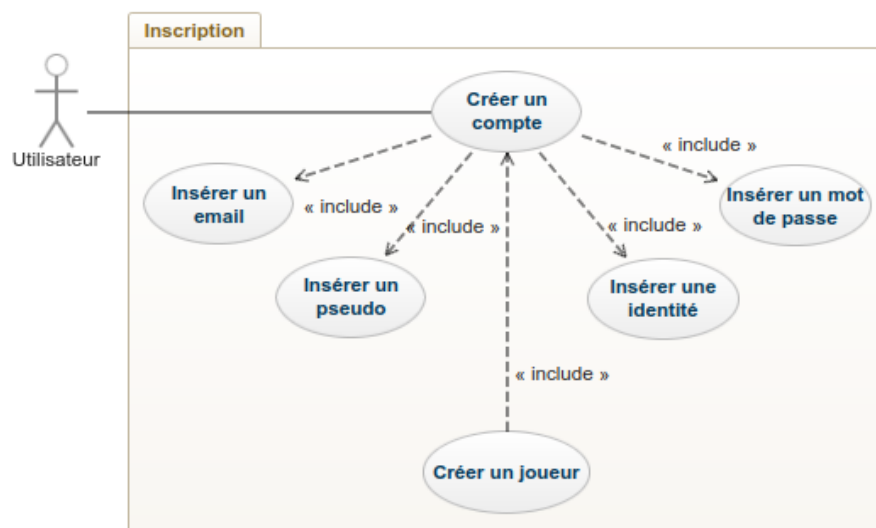 Inscription
Créer un
compte
Utilisateur
« include »
Insérer un
email
« include »
« include »
« include »
Insérer un mot
de passe
Insérer un
pseudo
Insérer une
identité
« include »
Créer un joueur